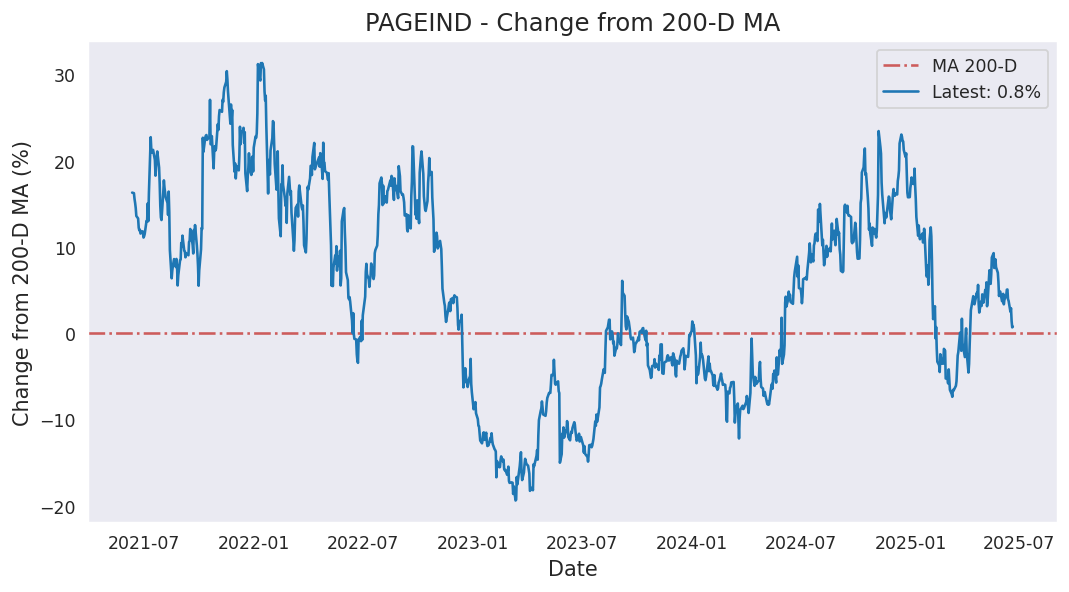 PAGEIND - Change from 200-D MA
MA 200-D
Latest: 0.8%
Change from 200-D MA (%)
30
20
10
0
−10
−20
2021-07 2022-01 2022-07 2023-01 2023-07 2024-01 2024-07 2025-01 2025-07
Date